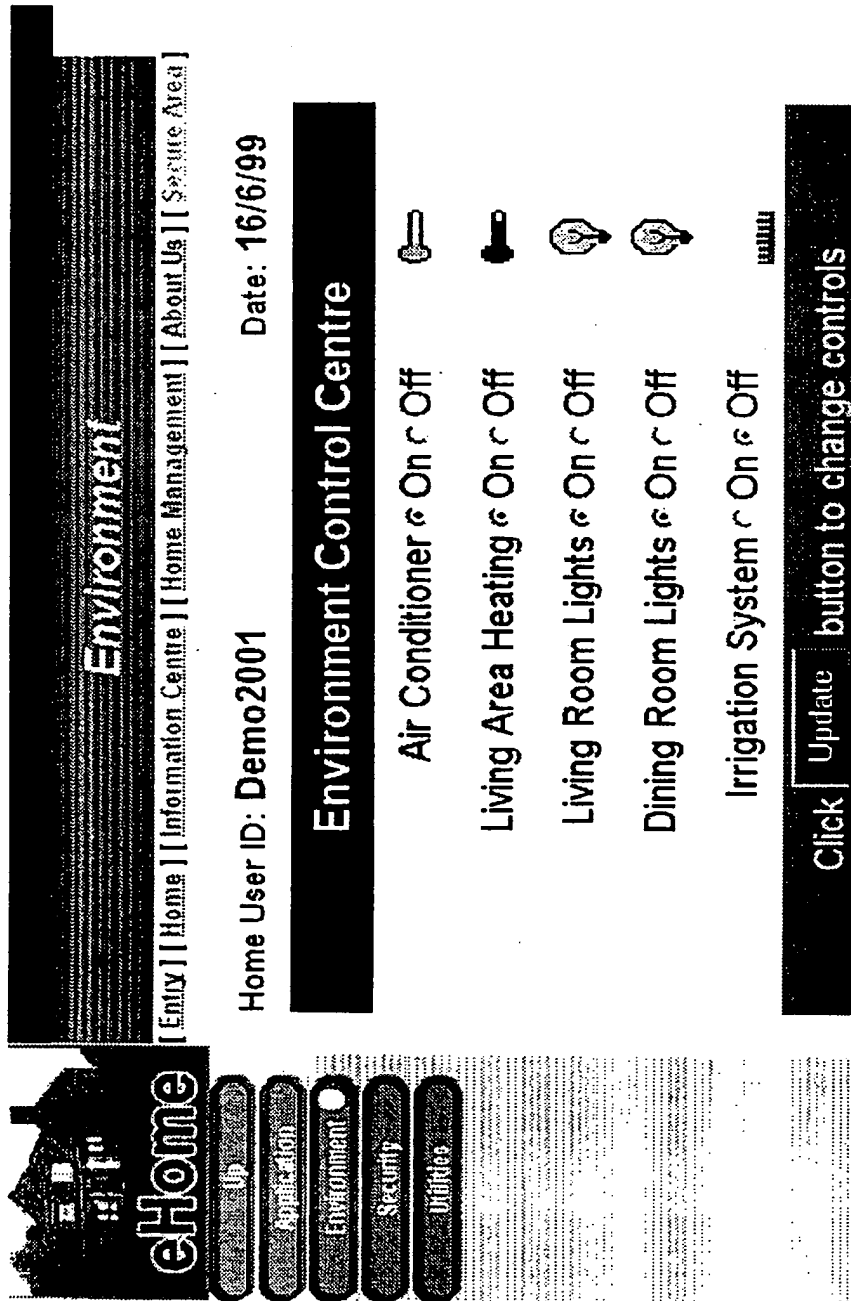 Environment
[ Entry ] [ Home ] [ Information Centre ] [ Home Management ] [ About Us ] [ Secure Area ]
eHome
Up
Application
Environment
Security
Utilities
Home User ID: Demo2001 Date: 16/6/99
Environment Control Centre
Air Conditioner On Off
Living Area Heating On Off
Living Room Lights On Off
Dining Room Lights On Off
Irrigation System On Off
Click Update button to change controls